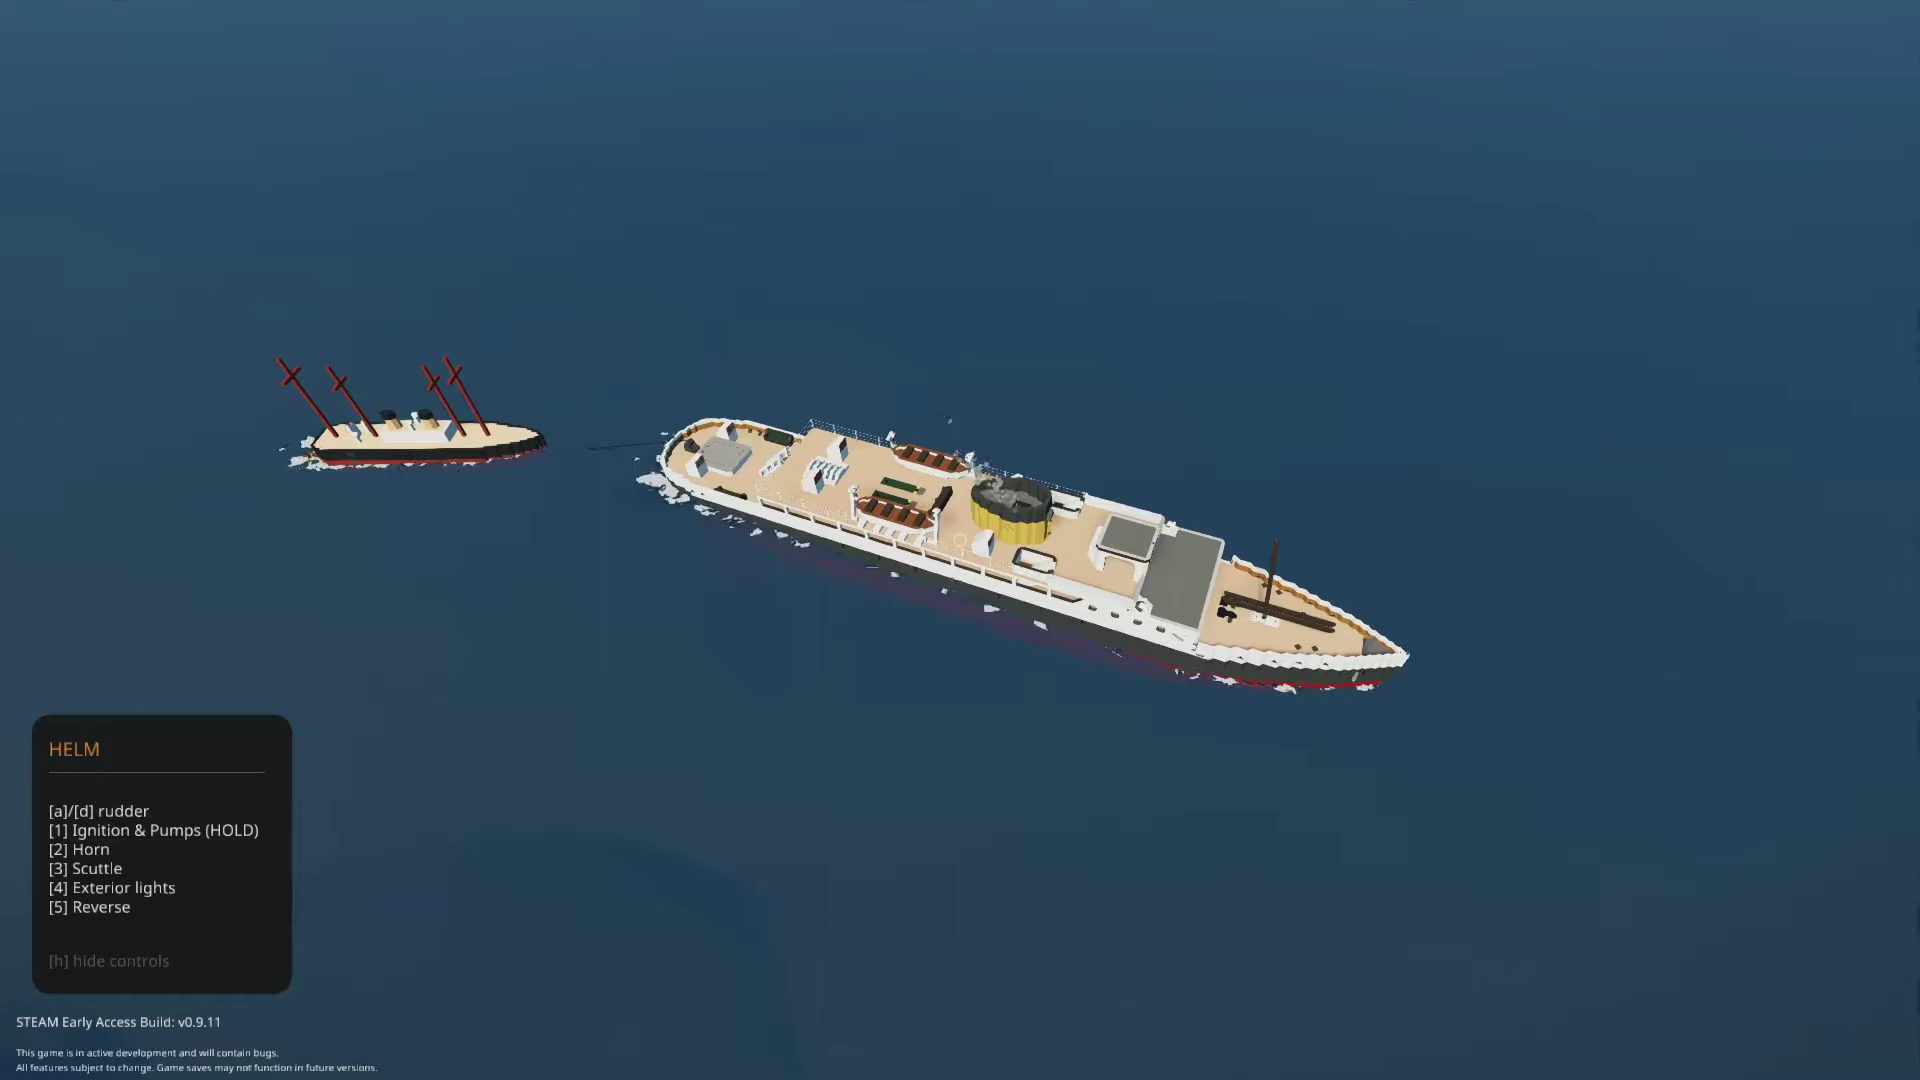 HELM
[a]/[d] rudder
[1] Ignition & Pumps (HOLD)
[2] Horn
[3] Scuttle
[4] Exterior lights
[5] Reverse
[h] hide controls
STEAM Early Access Build: v0.9.11
This game is in active development and will contain bugs.
All features subject to change. Game saves may not function in future versions.